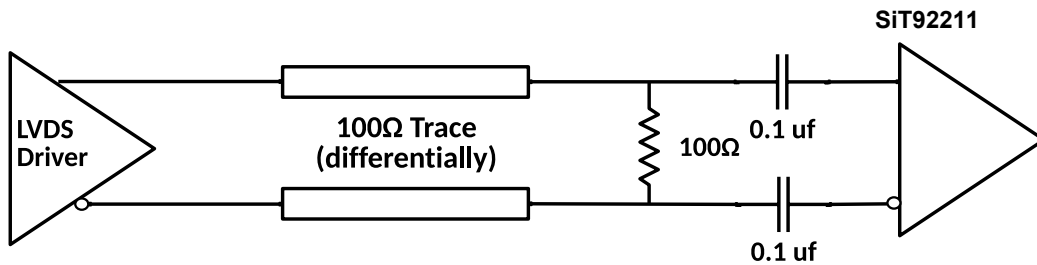 SiT92211
LVDS
Driver
100Ω Trace
(differentially)
100Ω
0.1 uf
0.1 uf